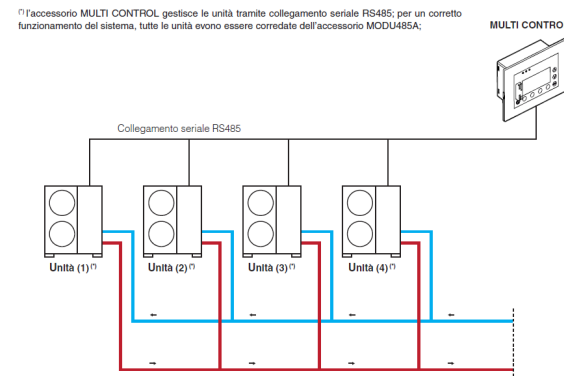 (*) l'accessorio MULTI CONTROL gestisce le unità tramite collegamento seriale RS485; per un corretto
funzionamento del sistema, tutte le unità evono essere corredate dell'accessorio MODU485A;
MULTI CONTRO
Collegamento seriale RS485
Unità (1) (*)
Unità (2) (*)
Unità (3) (*)
Unità (4) (*)